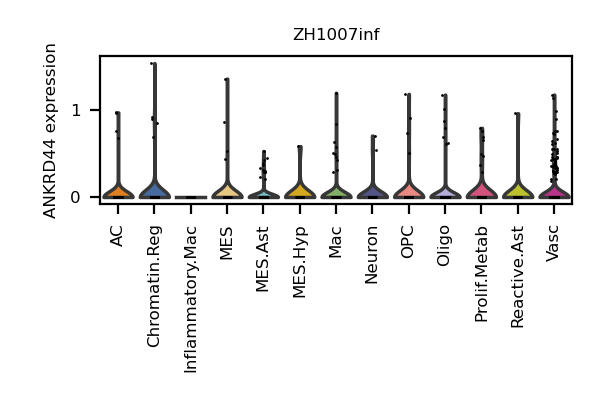 ZH1007inf
ANKRD44 expression
1
0
AC
Chromatin.Reg
Inflammatory.Mac
MES
MES.Ast
MES.Hyp
Mac
Neuron
OPC
Oligo
Prolif.Metab
Reactive.Ast
Vasc